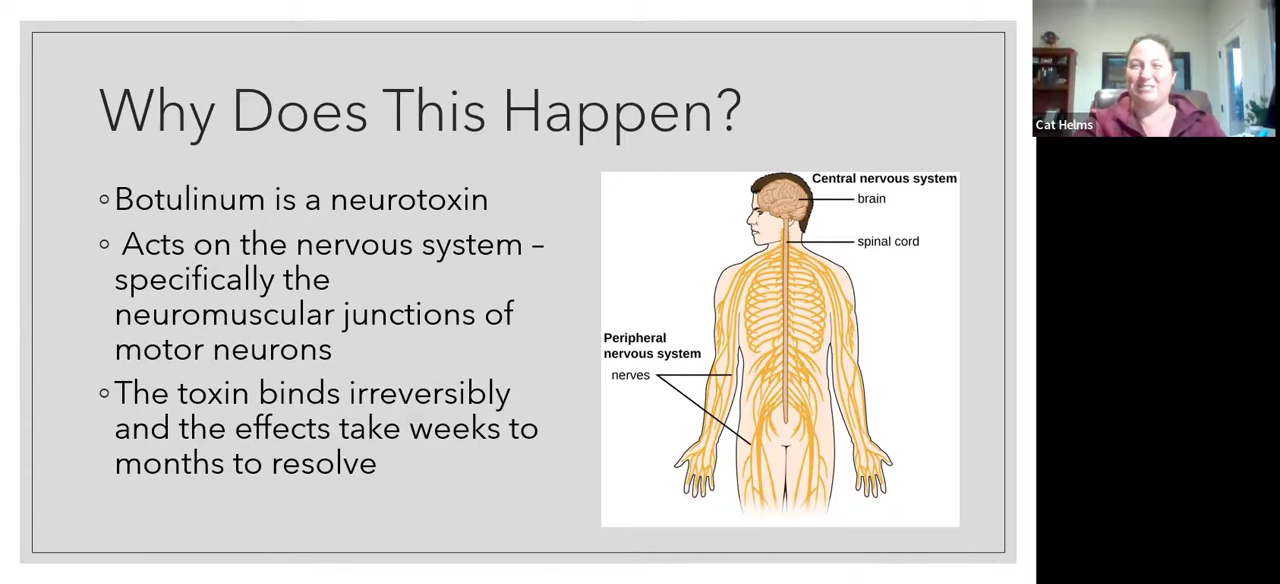 Why Does This Happen?
◦Botulinum is a neurotoxin
◦ Acts on the nervous system –
specifically the
neuromuscular junctions of
motor neurons
◦The toxin binds irreversibly
and the effects take weeks to
months to resolve
Central nervous system
brain
spinal cord
Peripheral
nervous system
nerves
Cat Helms